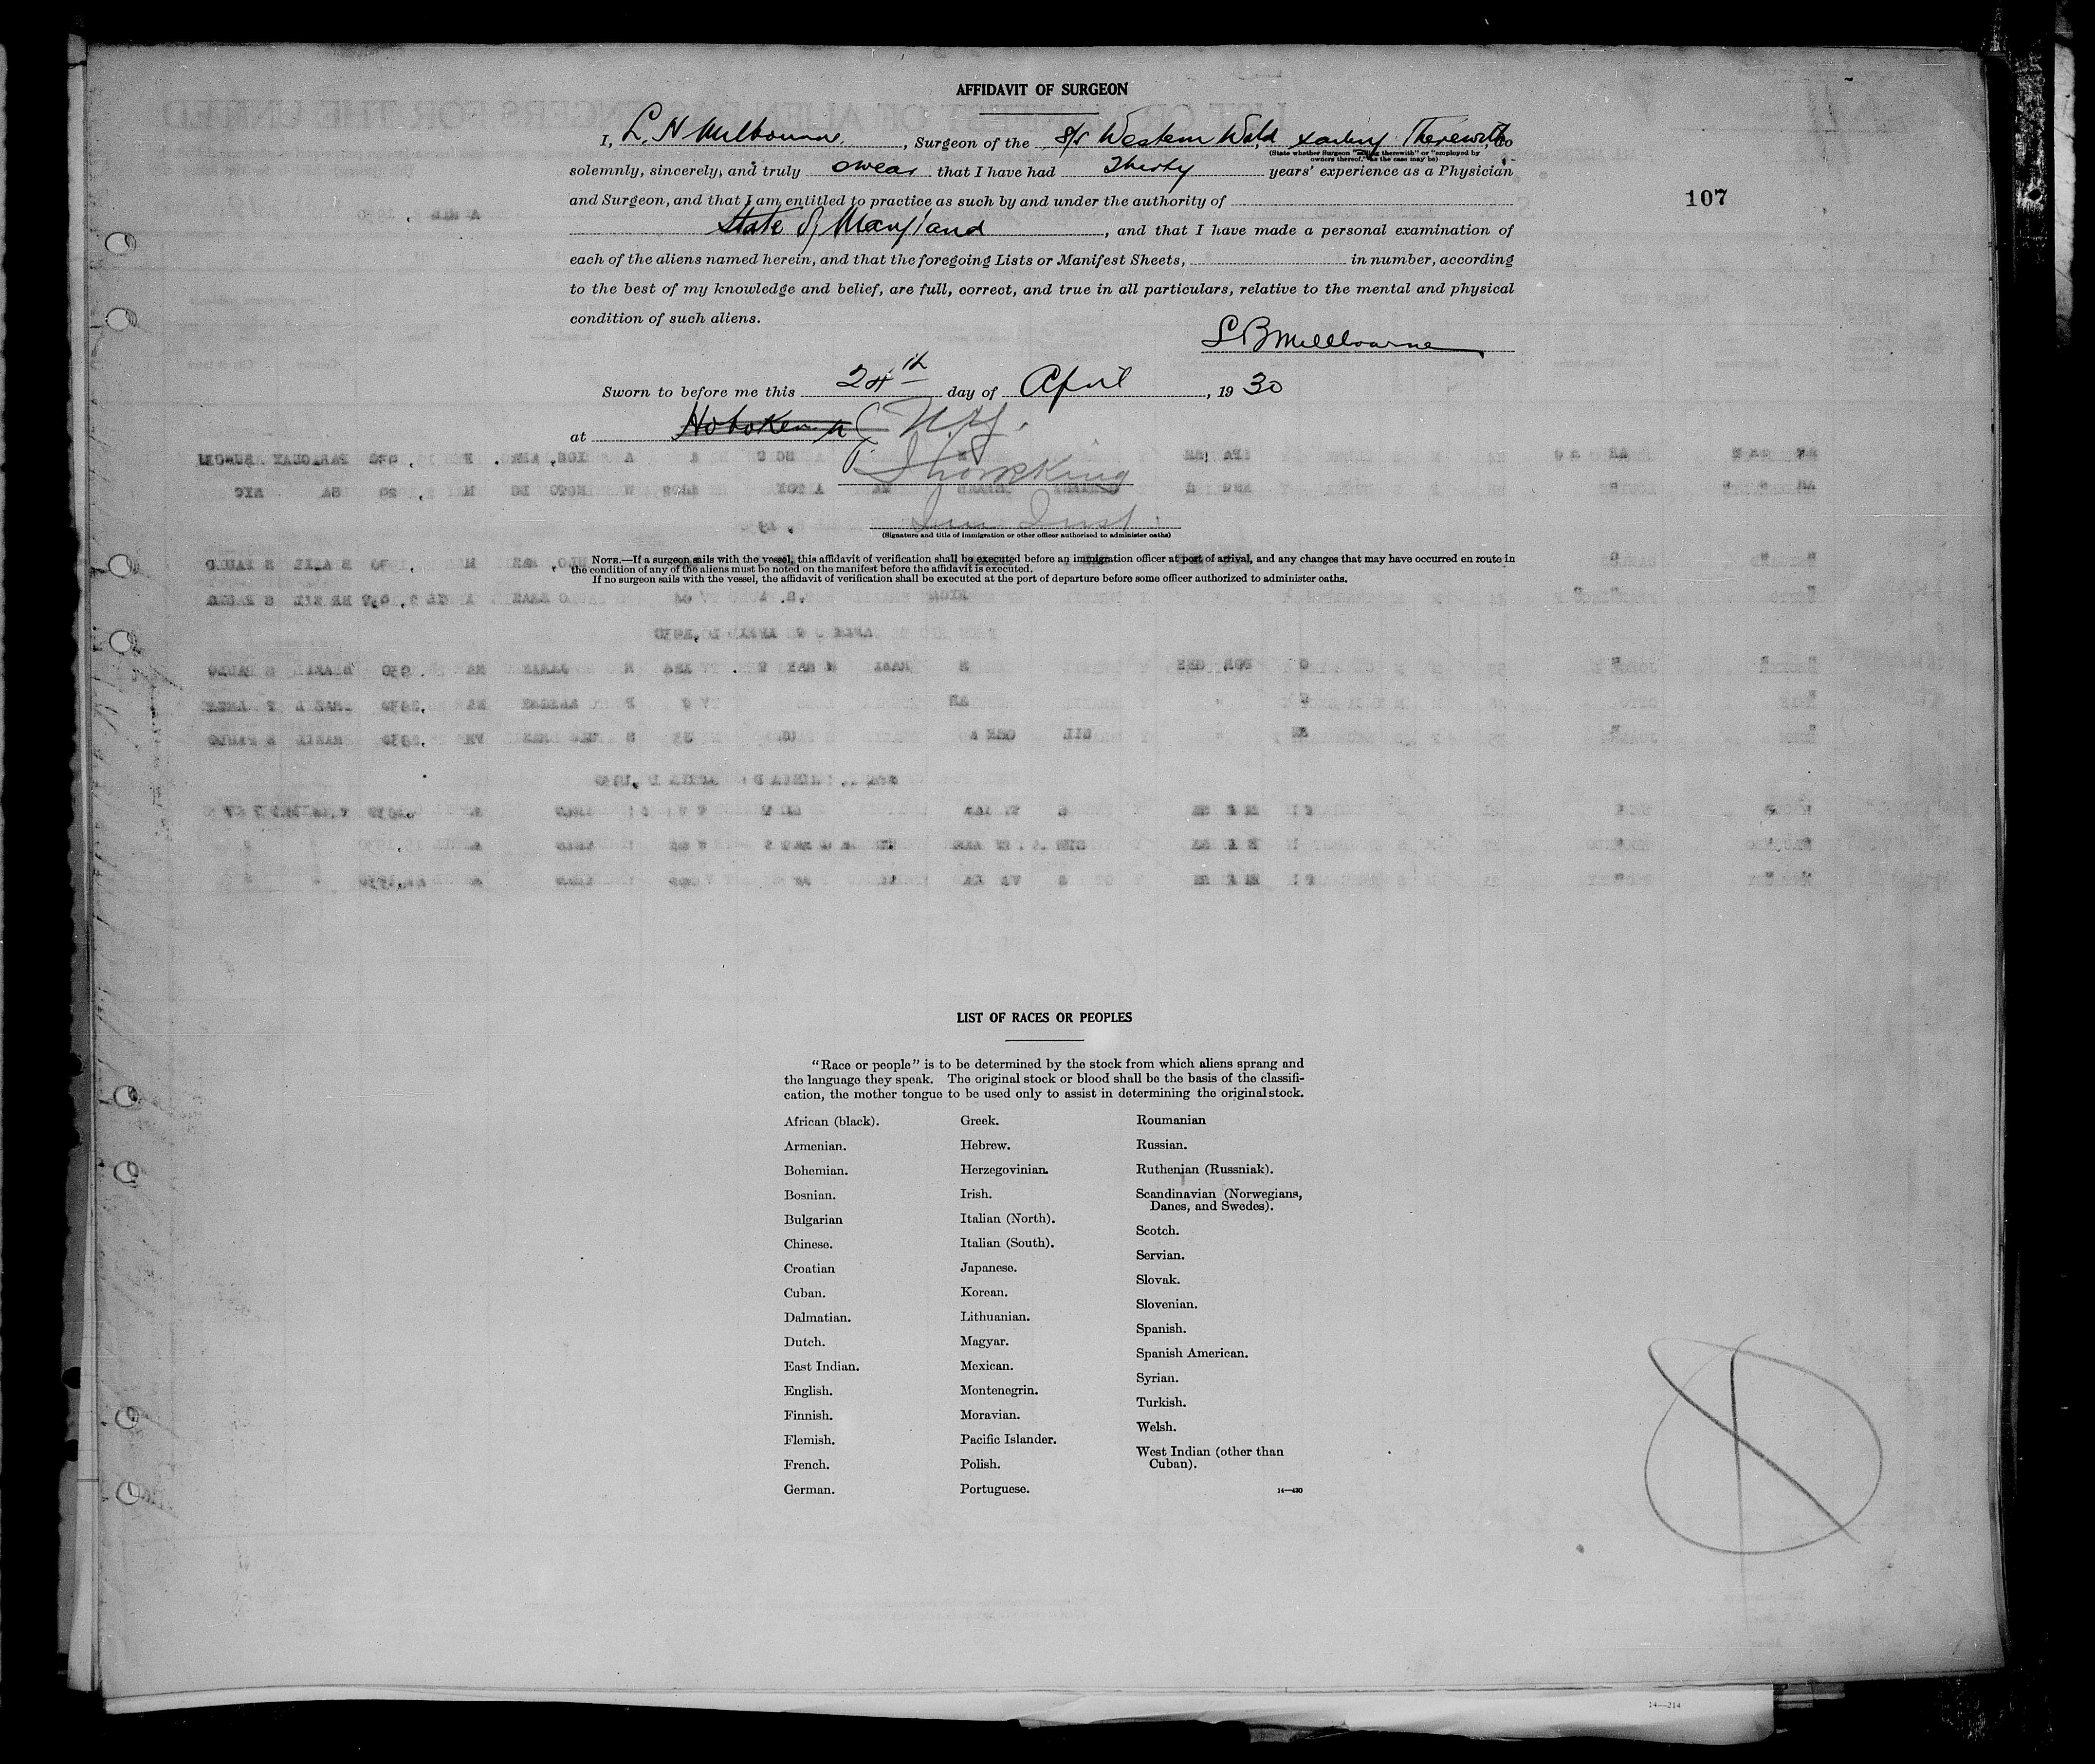 AFFIDAVIT OF SURGEON
I, L. H. Melbourne, Surgeon of the S/S Western World sailing Therewith, do
(State whether Surgeon "sailing therewith" or "employed by owners thereof," as the case may be)
solemnly, sincerely, and truly swear that I have had Thirty years' experience as a Physician
and Surgeon, and that I am entitled to practice as such by and under the authority of
State of Maryland, and that I have made a personal examination of
each of the aliens named herein, and that the foregoing Lists or Manifest Sheets, in number, according
to the best of my knowledge and belief, are full, correct, and true in all particulars, relative to the mental and physical
condition of such aliens.
107
Sworn to before me this 24th day of April, 1930
at Hoboken N.Y.
(Signature and title of immigration or other officer authorized to administer oaths)
NOTE.—If a surgeon sails with the vessel, this affidavit of verification shall be executed before an immigration officer at port of arrival, and any changes that may have occurred en route in
the condition of any of the aliens must be noted on the manifest before the affidavit is executed.
If no surgeon sails with the vessel, the affidavit of verification shall be executed at the port of departure before some officer authorized to administer oaths.
LIST OF RACES OR PEOPLES
"Race or people" is to be determined by the stock from which aliens sprang and
the language they speak. The original stock or blood shall be the basis of the classifi-
cation, the mother tongue to be used only to assist in determining the original stock.
African (black).
Armenian.
Bohemian.
Bosnian.
Bulgarian
Chinese.
Croatian
Cuban.
Dalmatian.
Dutch.
East Indian.
English.
Finnish.
Flemish.
French.
German.
Greek.
Hebrew.
Herzegovinian.
Irish.
Italian (North).
Italian (South).
Japanese.
Korean.
Lithuanian.
Magyar.
Mexican.
Montenegrin.
Moravian.
Pacific Islander.
Polish.
Portuguese.
Roumanian
Russian.
Ruthenian (Russniak).
Scandinavian (Norwegians,
Danes, and Swedes).
Scotch.
Servian.
Slovak.
Slovenian.
Spanish.
Spanish American.
Syrian.
Turkish.
Welsh.
West Indian (other than
Cuban).
14—430
14—214